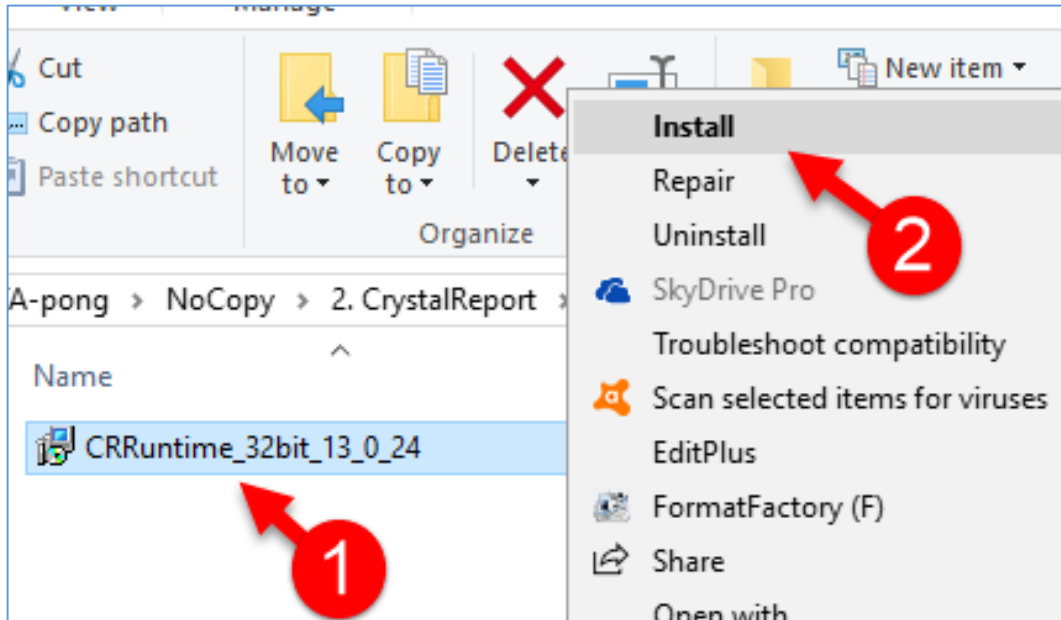 View Manage
Cut
Copy path
Paste shortcut
Move to
Copy to
Delete
New item
Organize
A-pong > NoCopy > 2. CrystalReport >
Name
CRRuntime_32bit_13_0_24
1
Install
2
Repair
Uninstall
SkyDrive Pro
Troubleshoot compatibility
Scan selected items for viruses
EditPlus
FormatFactory (F)
Share
Open with